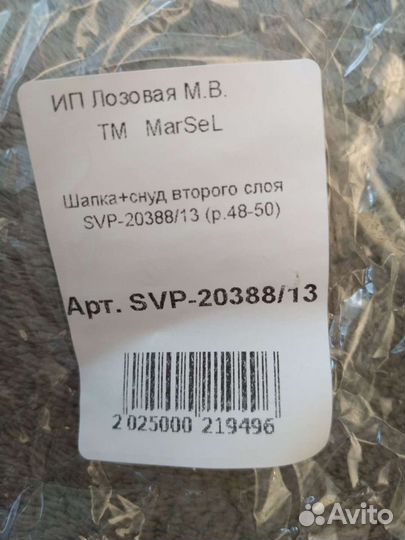 ИП Лозовая М.В.
ТМ MarSeL
Шапка+снуд второго слоя
SVP-20388/13 (р.48-50)
Арт. SVP-20388/13
2 025000 219496
Avito